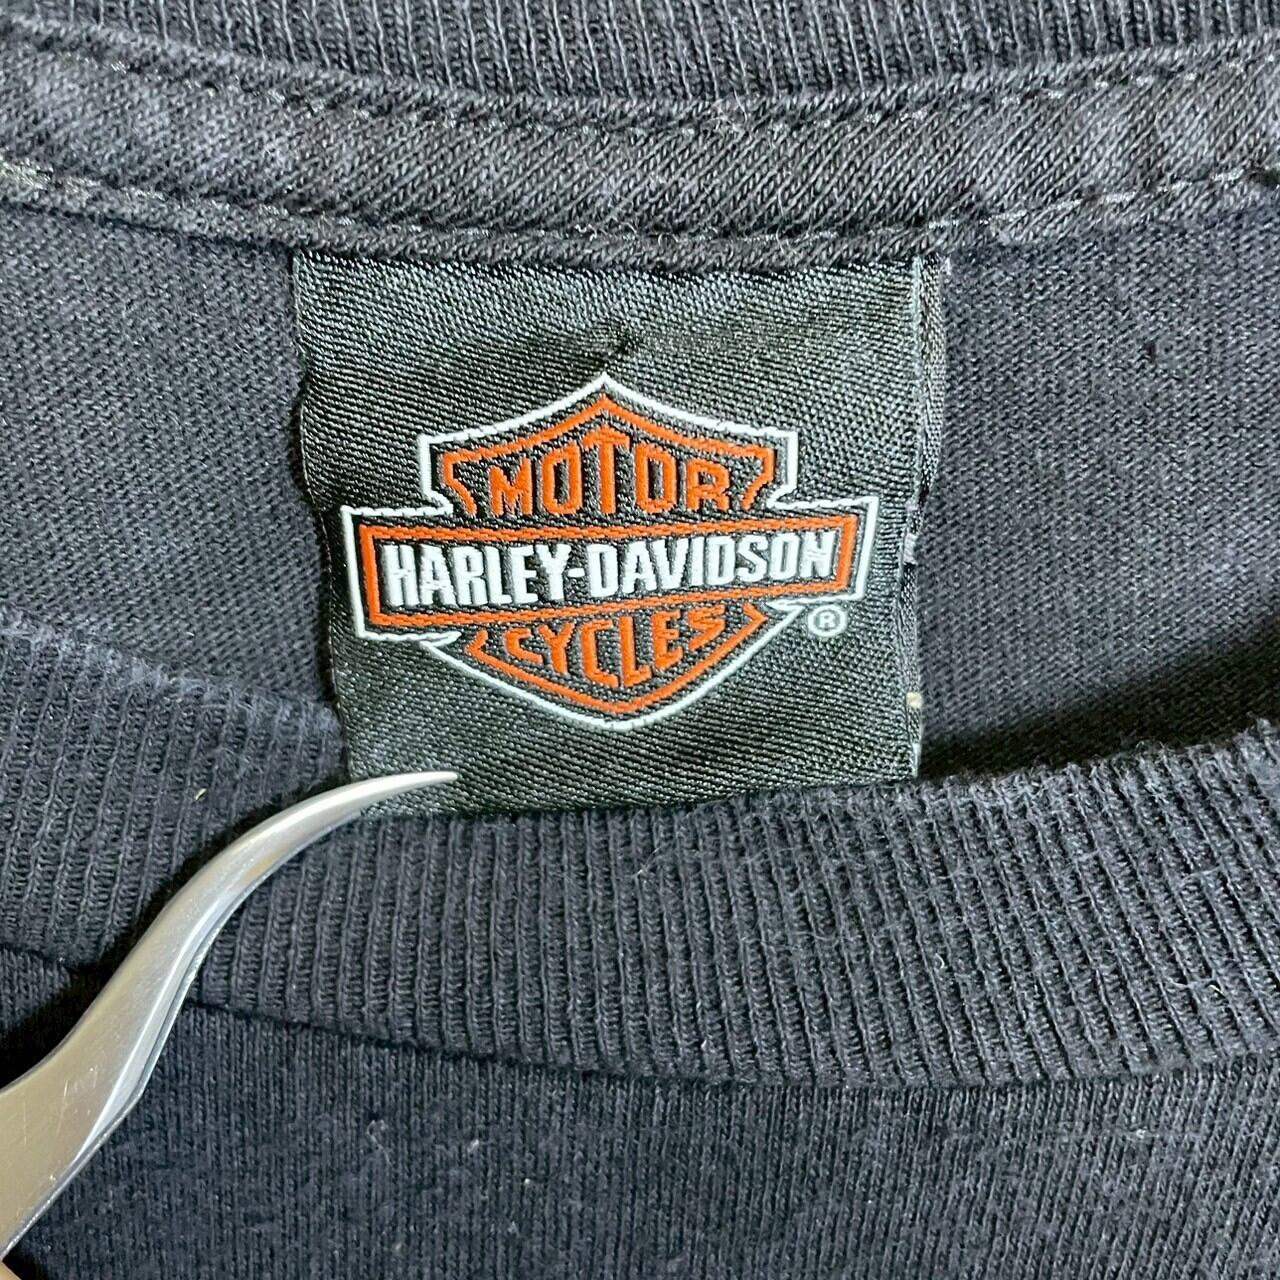 MOTOR
HARLEY-DAVIDSON
CYCLES
®